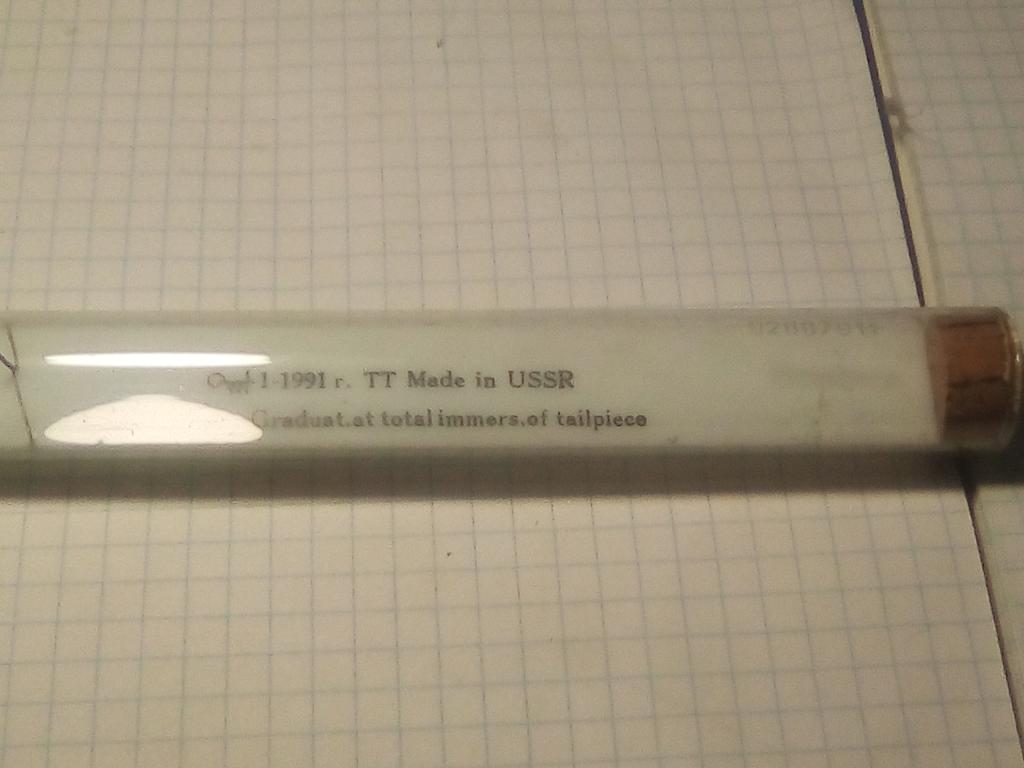 1-1991 г. TT Made in USSR
Graduat.at total immers.of tailpiece